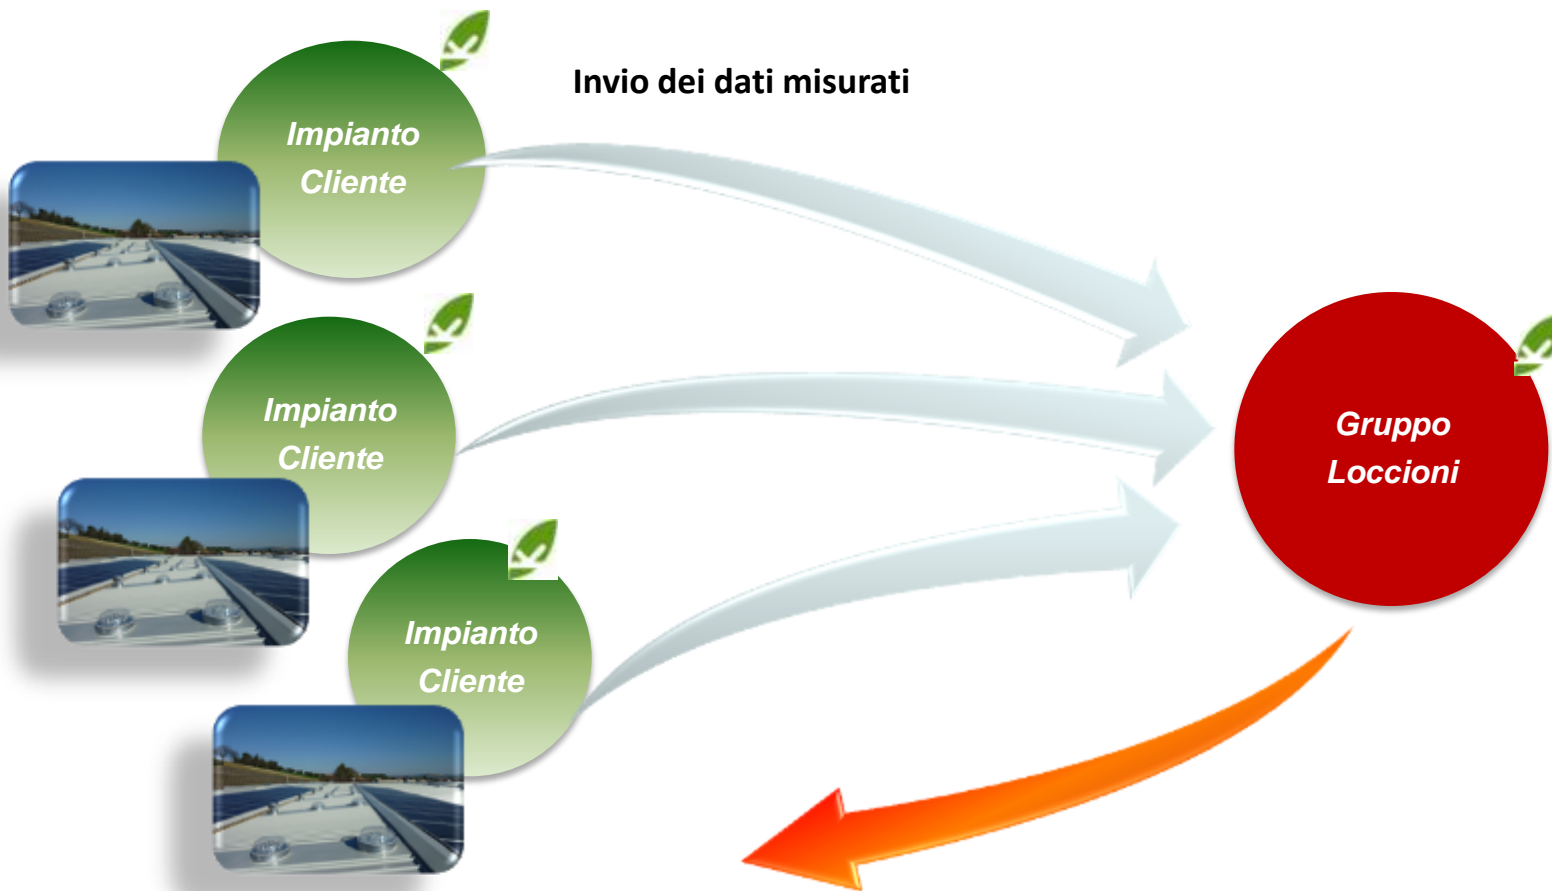 Invio dei dati misurati
Impianto
Cliente
Impianto
Cliente
Impianto
Cliente
Gruppo
Loccioni